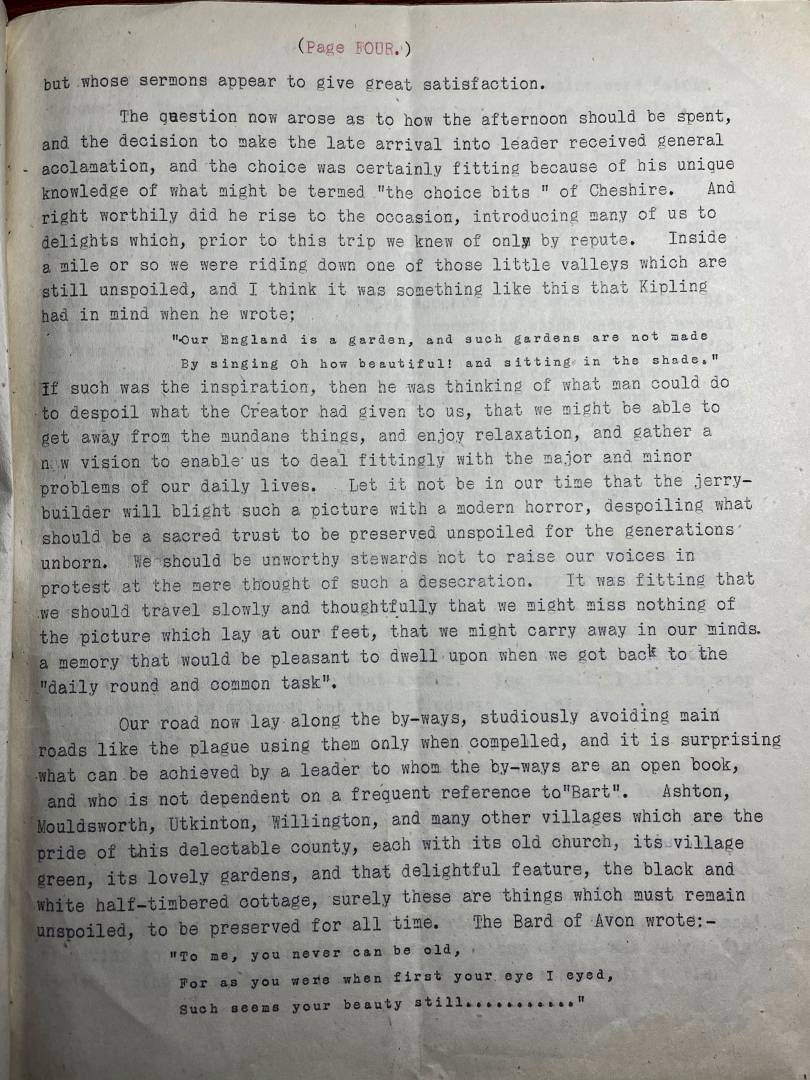 (Page FOUR.)
but whose sermons appear to give great satisfaction.
The question now arose as to how the afternoon should be spent,
and the decision to make the late arrival into leader received general
acclamation, and the choice was certainly fitting because of his unique
knowledge of what might be termed "the choice bits " of Cheshire. And
right worthily did he rise to the occasion, introducing many of us to
delights which, prior to this trip we knew of only by repute. Inside
a mile or so we were riding down one of those little valleys which are
still unspoiled, and I think it was something like this that Kipling
had in mind when he wrote;
"Our England is a garden, and such gardens are not made
By singing Oh how beautiful! and sitting in the shade."
If such was the inspiration, then he was thinking of what man could do
to despoil what the Creator had given to us, that we might be able to
get away from the mundane things, and enjoy relaxation, and gather a
n w vision to enable us to deal fittingly with the major and minor
problems of our daily lives. Let it not be in our time that the jerry-
builder will blight such a picture with a modern horror, despoiling what
should be a sacred trust to be preserved unspoiled for the generations
unborn. We should be unworthy stewards not to raise our voices in
protest at the mere thought of such a desecration. It was fitting that
we should travel slowly and thoughtfully that we might miss nothing of
the picture which lay at our feet, that we might carry away in our minds.
a memory that would be pleasant to dwell upon when we got back to the
"daily round and common task".
Our road now lay along the by-ways, studiously avoiding main
roads like the plague using them only when compelled, and it is surprising
what can be achieved by a leader to whom the by-ways are an open book,
and who is not dependent on a frequent reference to"Bart". Ashton,
Mouldsworth, Utkinton, Willington, and many other villages which are the
pride of this delectable county, each with its old church, its village
green, its lovely gardens, and that delightful feature, the black and
white half-timbered cottage, surely these are things which must remain
unspoiled, to be preserved for all time. The Bard of Avon wrote:-
"To me, you never can be old,
For as you were when first your eye I eyed,
Such seems your beauty still..........."